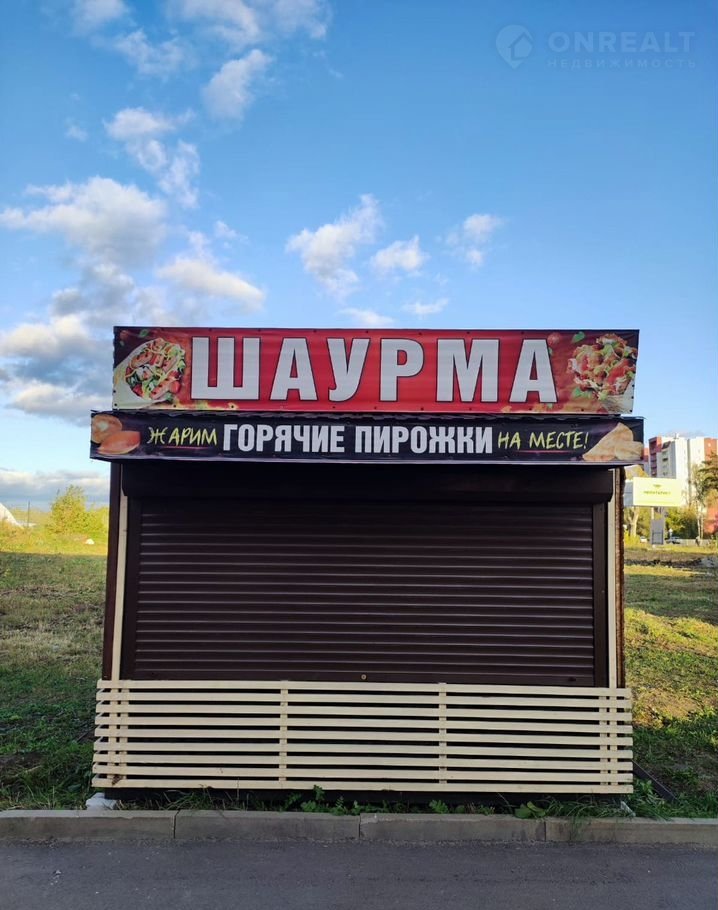 ONREALT
НЕДВИЖИМОСТЬ
ШАУРМА
ЖАРИМ ГОРЯЧИЕ ПИРОЖКИ НА МЕСТЕ!